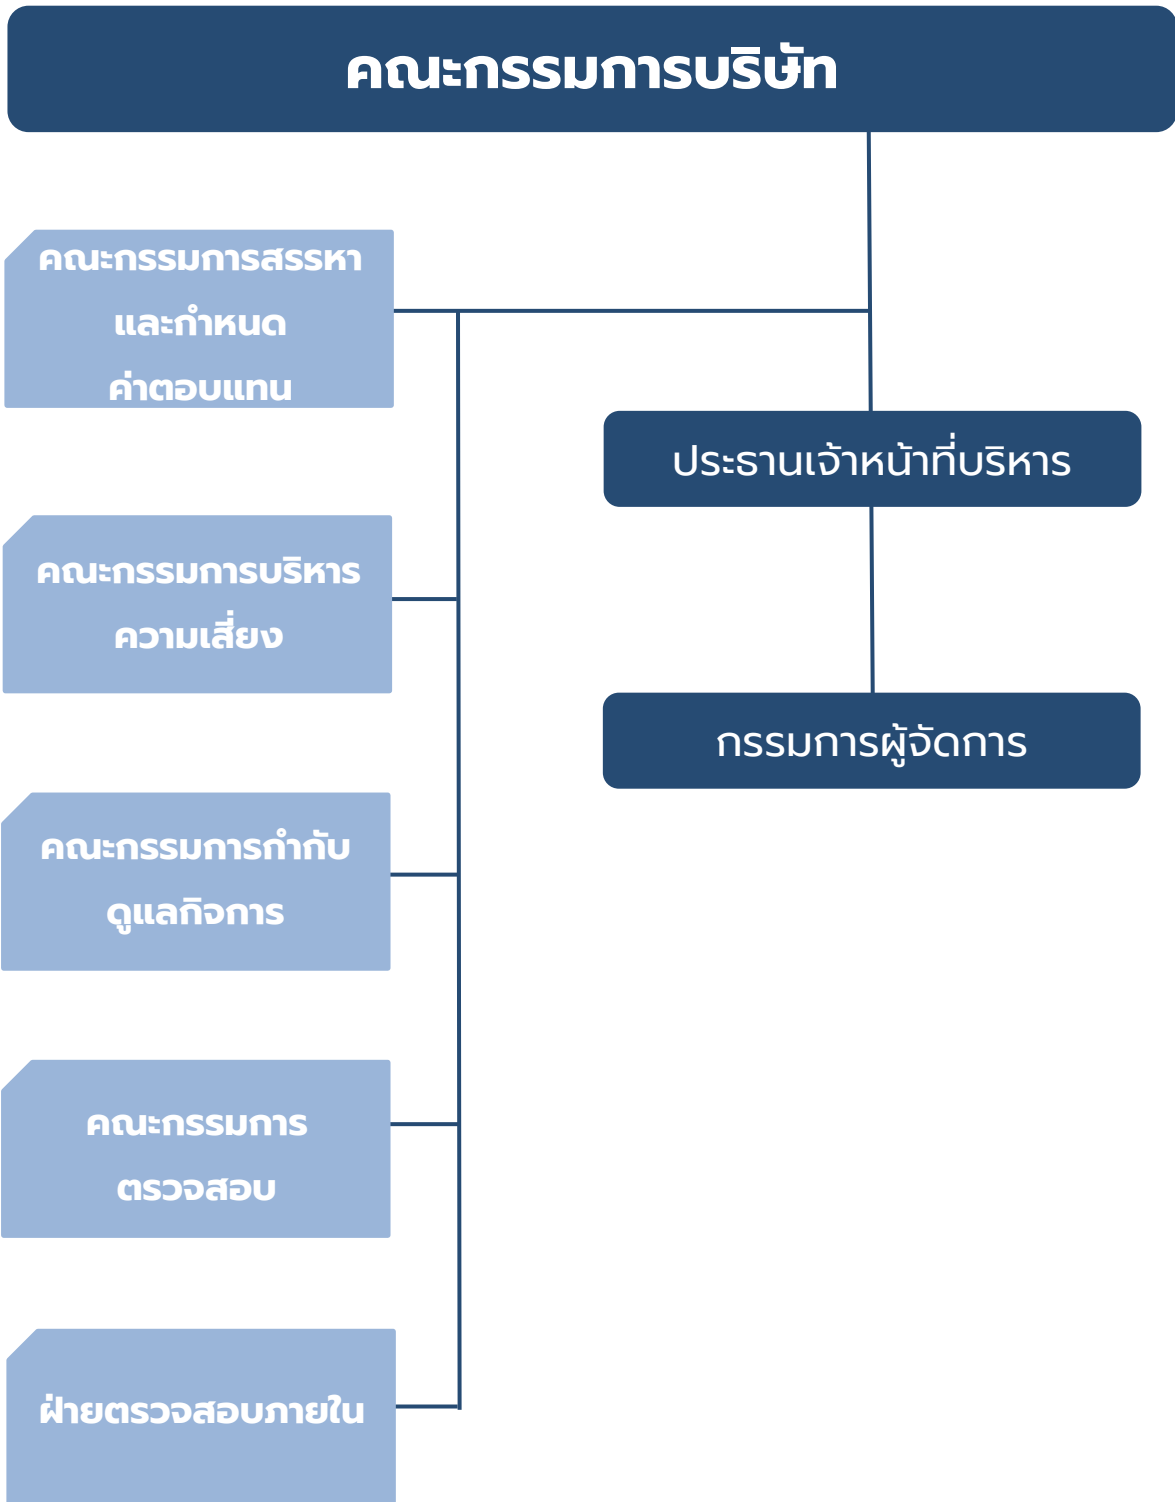 คณะกรรมการบริษัท
คณะกรรมการสรรหา
และกำหนด
ค่าตอบแทน
ประธานเจ้าหน้าที่บริหาร
คณะกรรมการบริหาร
ความเสี่ยง
กรรมการผู้จัดการ
คณะกรรมการกำกับ
ดูแลกิจการ
คณะกรรมการ
ตรวจสอบ
ฝ่ายตรวจสอบภายใน